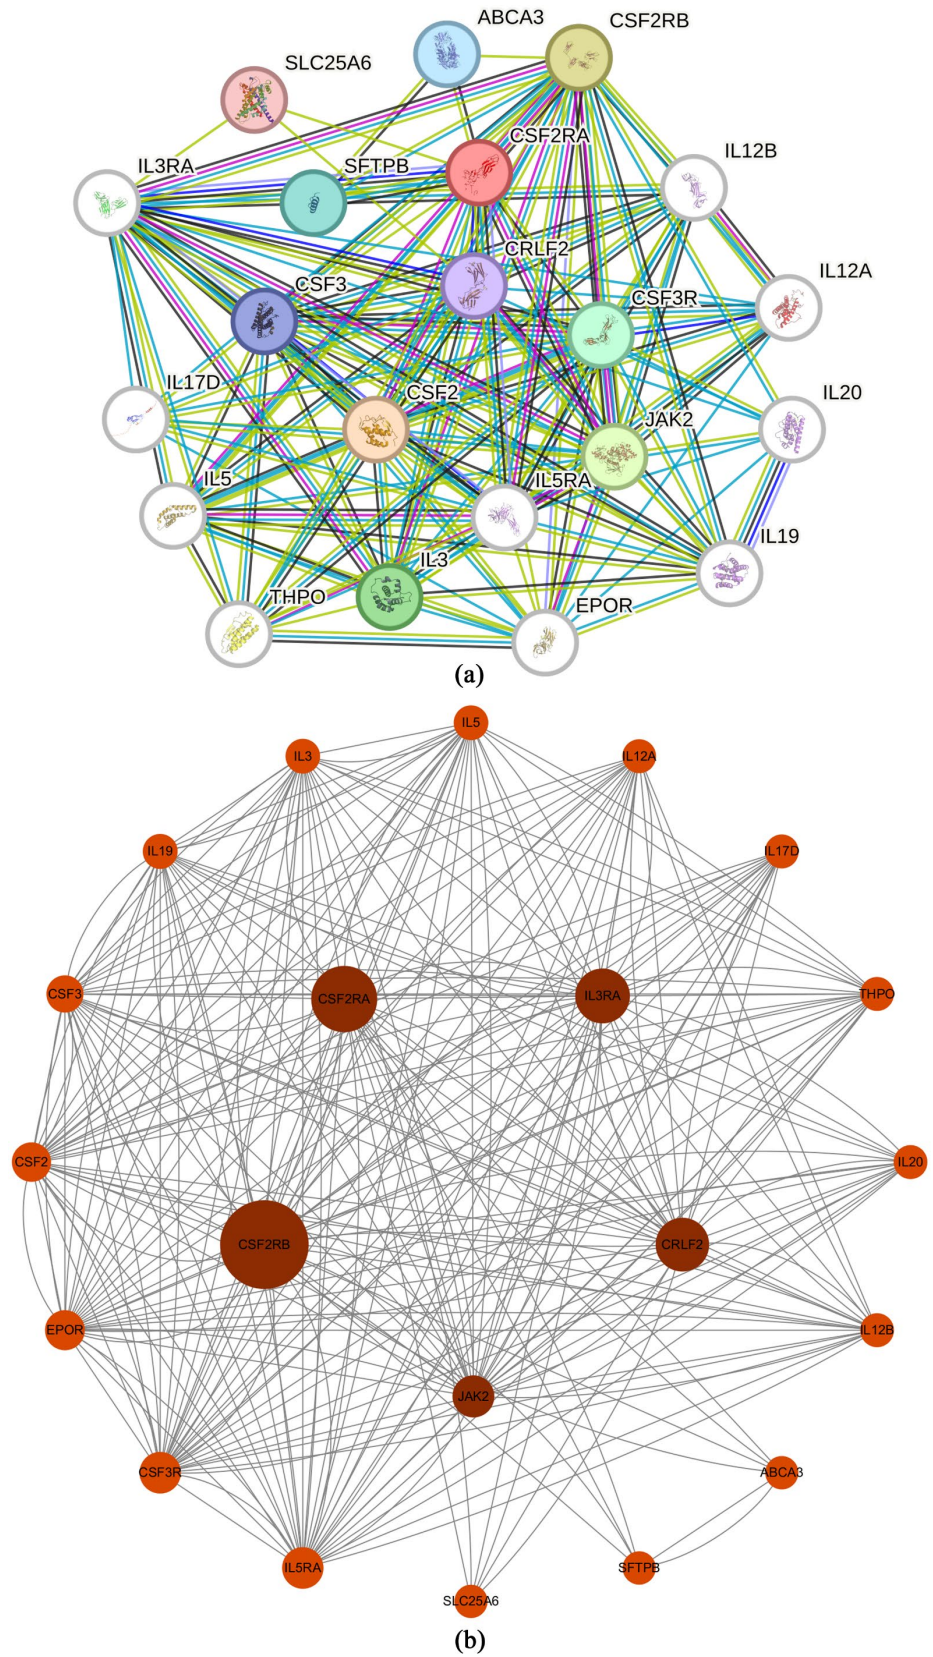 ABCA3
CSF2RB
SLC25A6
CSF2RA
IL12B
IL3RA
SFTPB
CRLF2
IL12A
CSF3
CSF3R
IL17D
CSF2
IL20
JAK2
IL5
IL5RA
IL19
IL3
THPO
EPOR
(a)
IL5
IL3
IL12A
IL19
IL17D
CSF3
CSF2RA
IL3RA
THPO
CSF2
IL20
CSF2RB
CRLF2
EPOR
IL12B
JAK2
CSF3R
ABCA3
IL5RA
SFTPB
SLC25A6
(b)